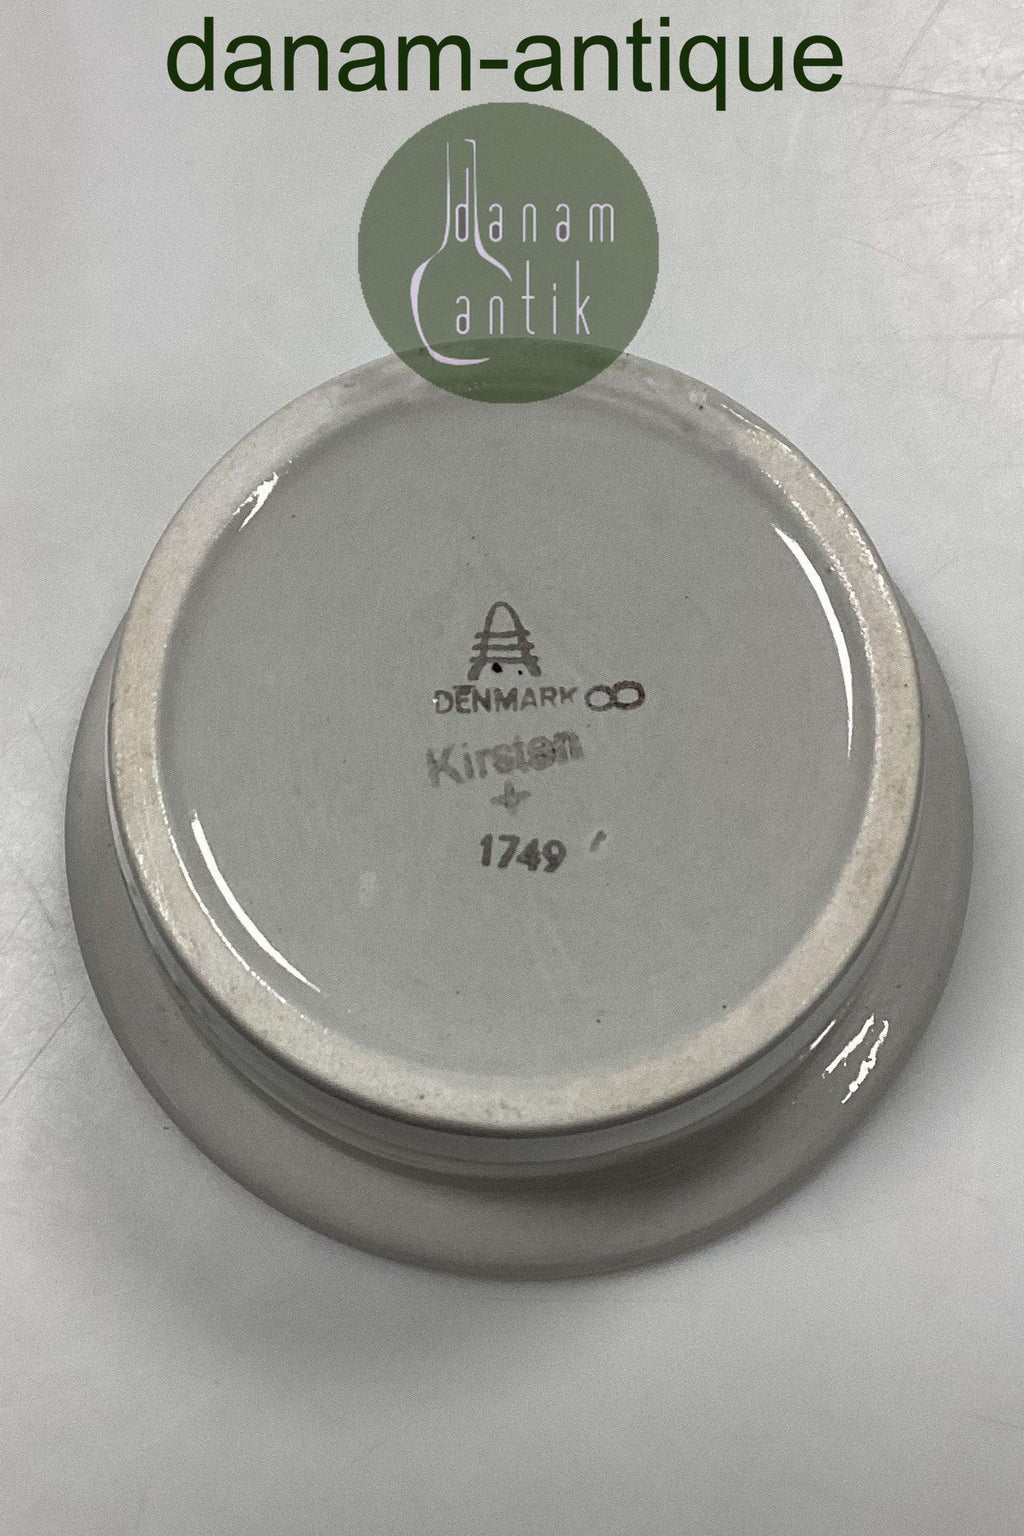 danam-antique
danam
antik
DENMARK
Kirsten
+
1749